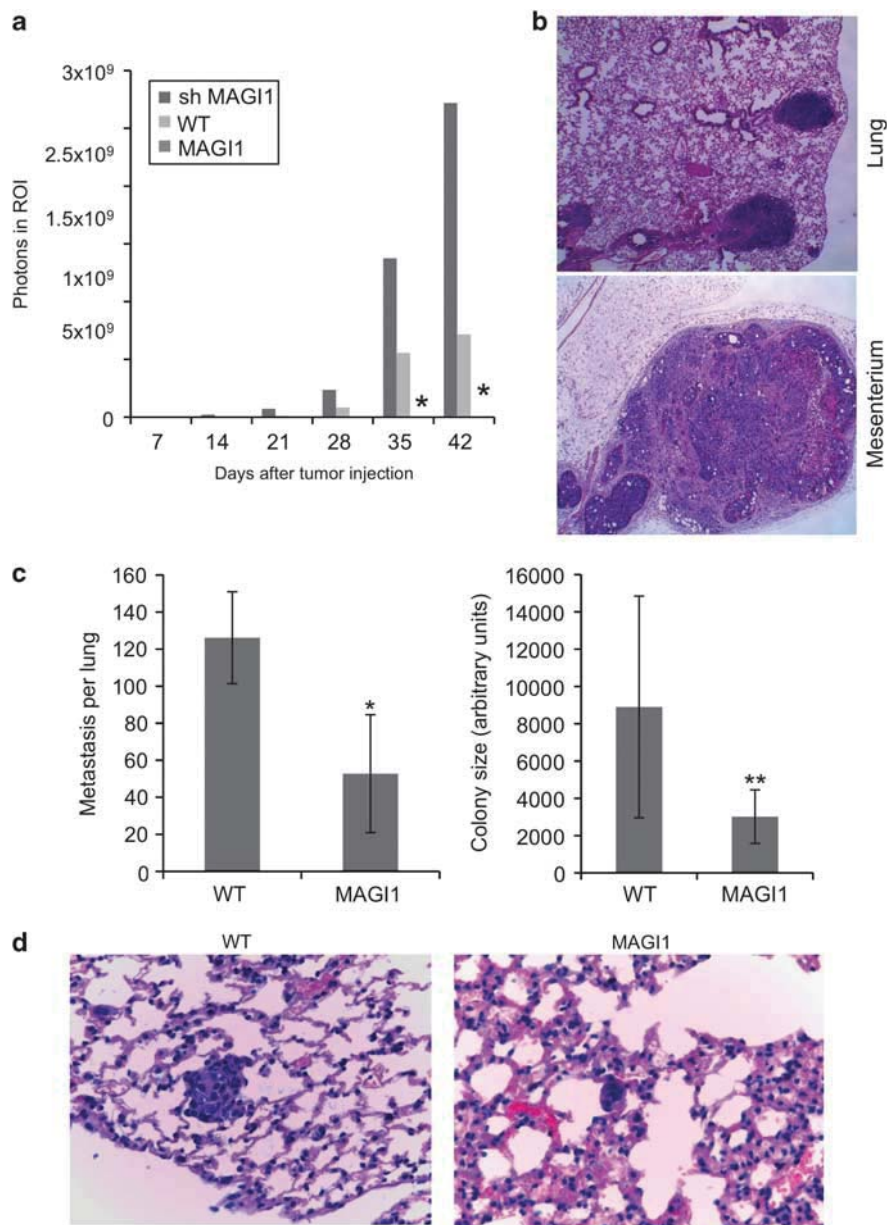 a
3x10⁹
2.5x10⁹
1.5x10⁹
1x10⁹
5x10⁹
0
Photons in ROI
sh MAGI1
WT
MAGI1
*
*
7 14 21 28 35 42
Days after tumor injection
b
Lung
Mesenterium
c
160
140
120
100
80
60
40
20
0
Metastasis per lung
*
WT MAGI1
16000
14000
12000
10000
8000
6000
4000
2000
0
Colony size (arbitrary units)
**
WT MAGI1
d
WT
MAGI1